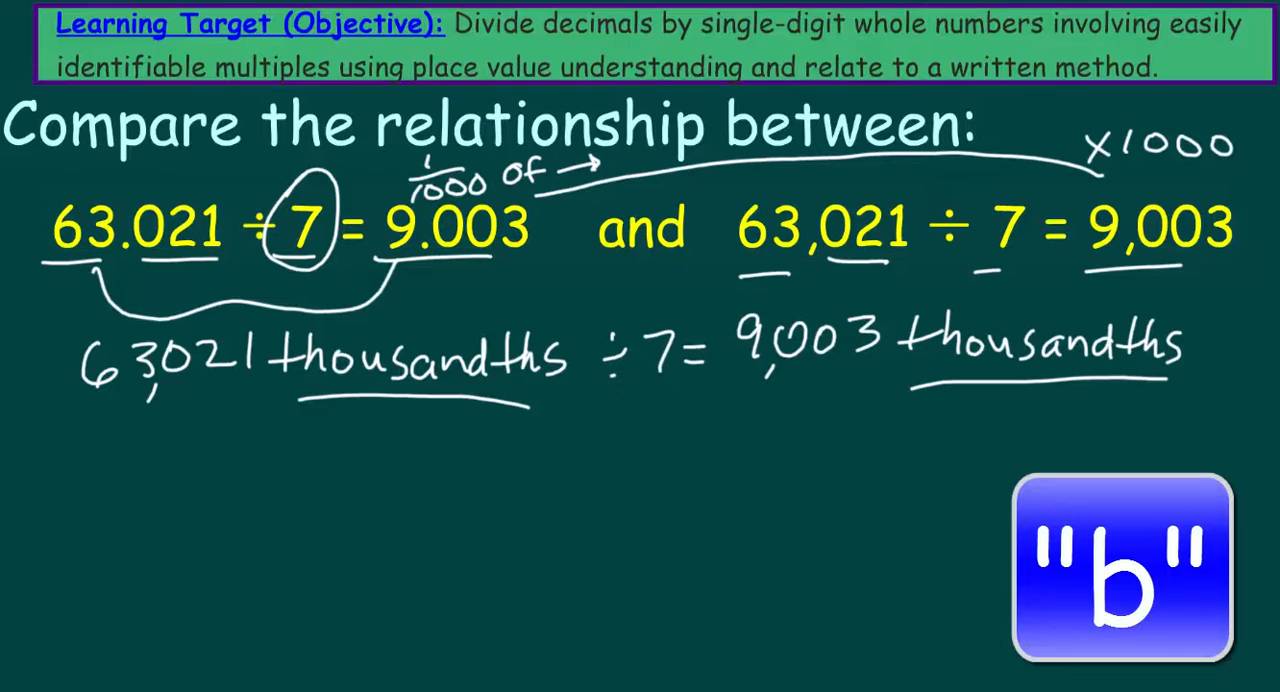 Learning Target (Objective): Divide decimals by single-digit whole numbers involving easily
identifiable multiples using place value understanding and relate to a written method.
Compare the relationship between:
1/1000 of → ×1000
63.021 ÷ 7 = 9.003 and 63,021 ÷ 7 = 9,003
63,021 thousandths ÷ 7 = 9,003 thousandths
"b"